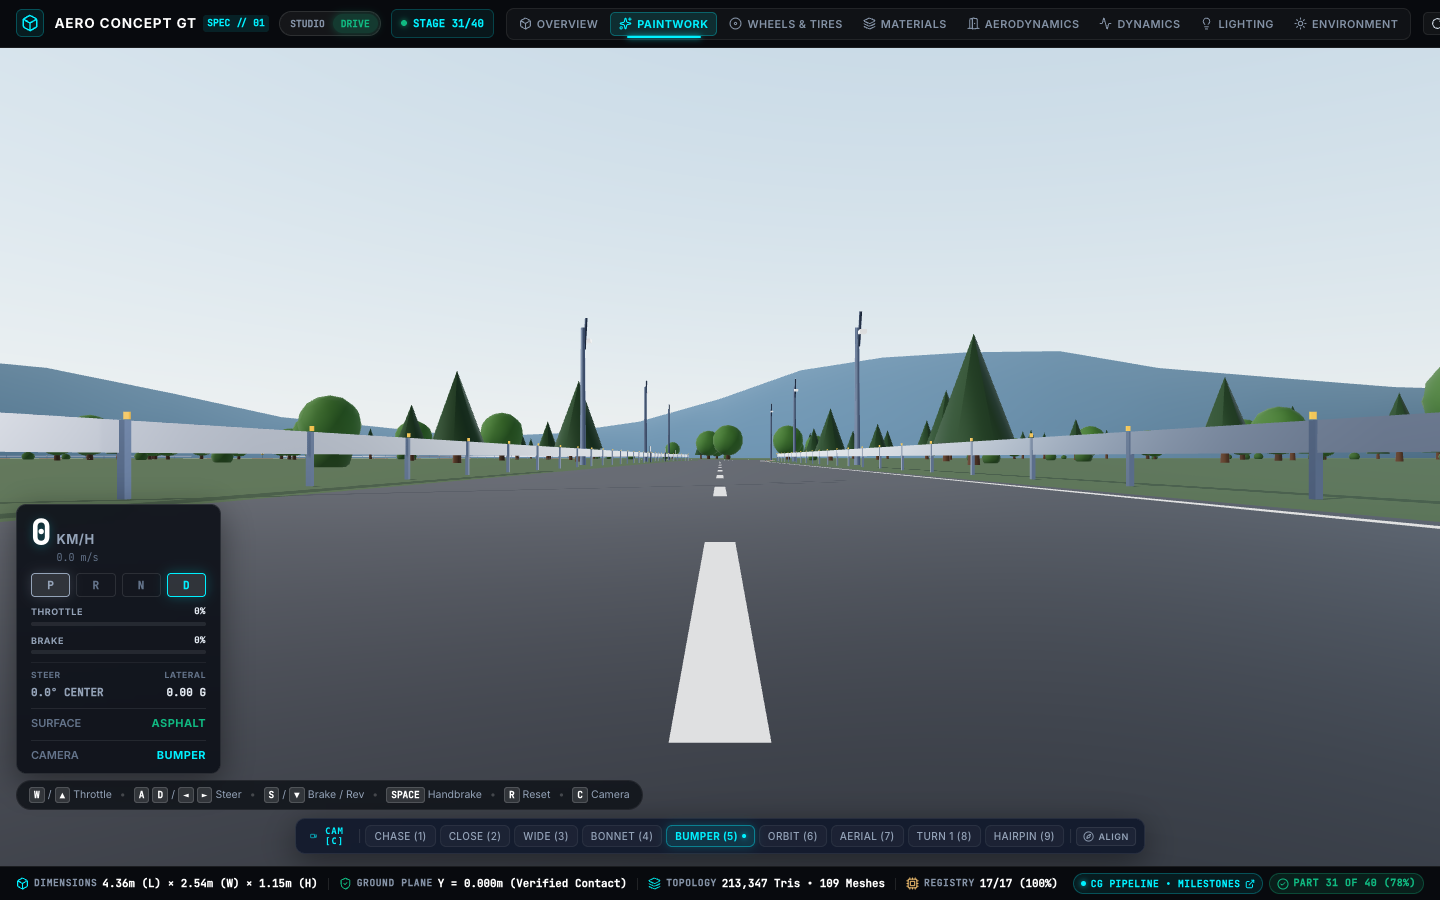 AERO CONCEPT GT SPEC // 01 STUDIO DRIVE STAGE 31/40 OVERVIEW PAINTWORK WHEELS & TIRES MATERIALS AERODYNAMICS DYNAMICS LIGHTING ENVIRONMENT
0 KM/H
0.0 m/s
P R N D
THROTTLE 0%
BRAKE 0%
STEER LATERAL
0.0° CENTER 0.00 G
SURFACE ASPHALT
CAMERA BUMPER
W / ▲ Throttle • A D / ◄ ► Steer • S / ▼ Brake / Rev • SPACE Handbrake • R Reset • C Camera
CAM [C] CHASE (1) CLOSE (2) WIDE (3) BONNET (4) BUMPER (5) ORBIT (6) AERIAL (7) TURN 1 (8) HAIRPIN (9) ALIGN
DIMENSIONS 4.36m (L) × 2.54m (W) × 1.15m (H) GROUND PLANE Y = 0.000m (Verified Contact) TOPOLOGY 213,347 Tris • 109 Meshes REGISTRY 17/17 (100%) CG PIPELINE • MILESTONES PART 31 OF 40 (78%)